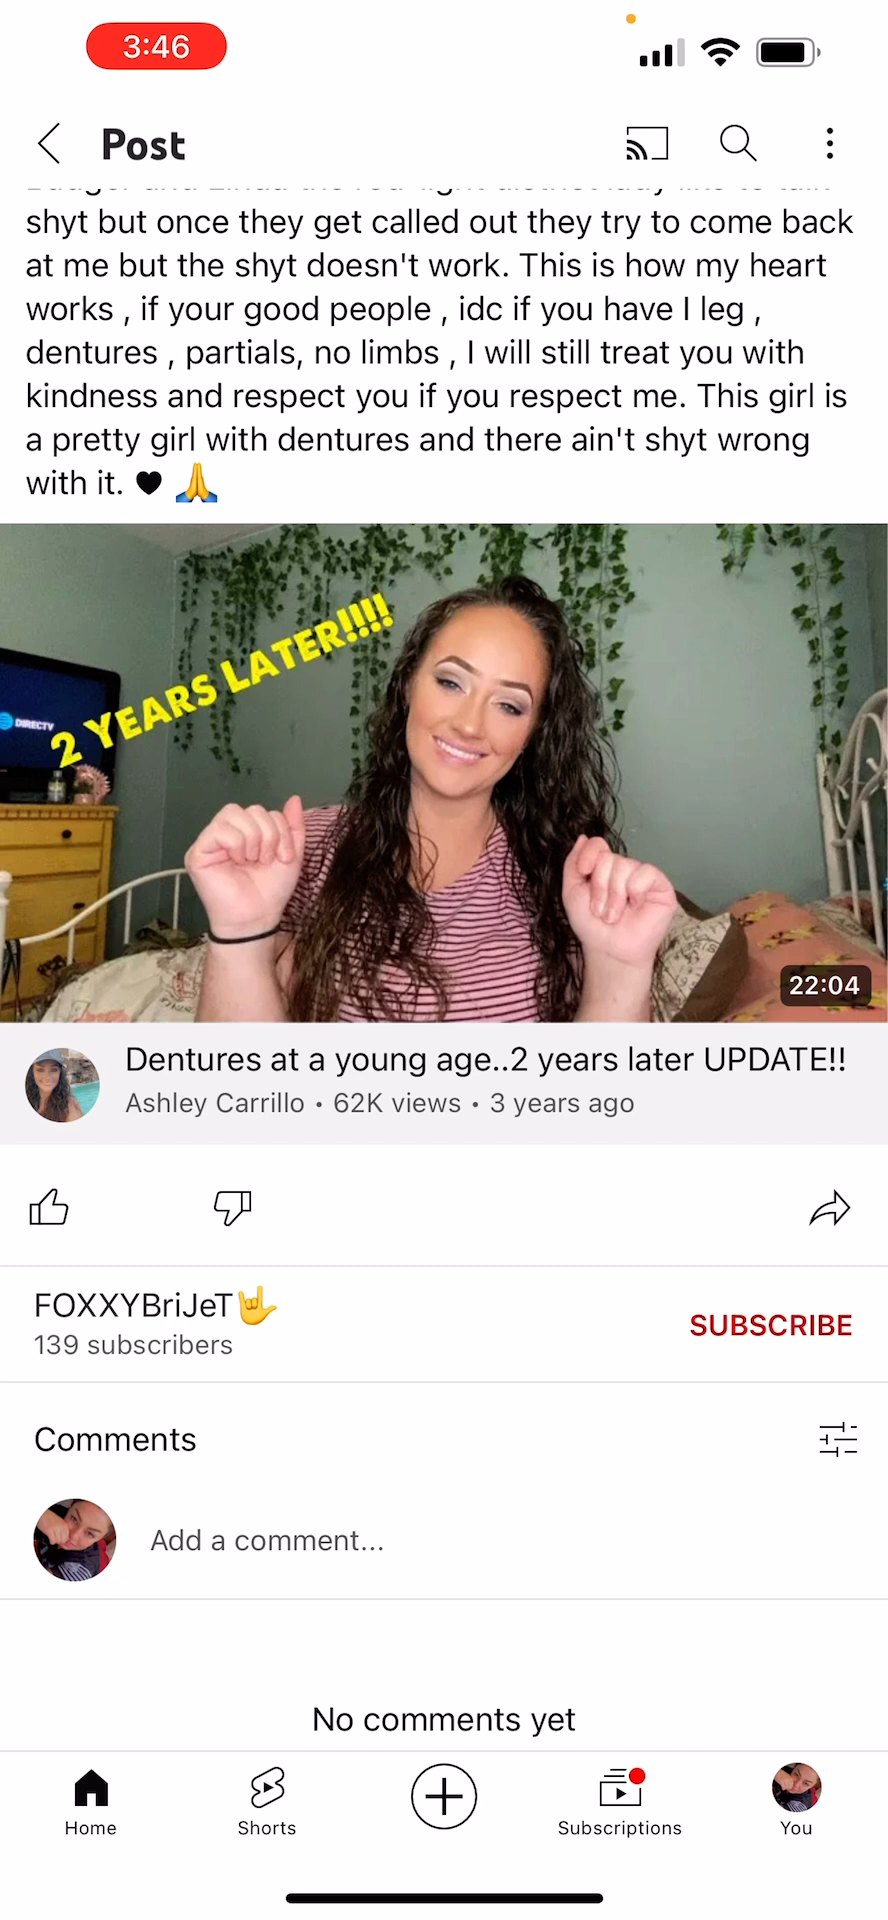 3:46
Post
shyt but once they get called out they try to come back
at me but the shyt doesn't work. This is how my heart
works , if your good people , idc if you have I leg ,
dentures , partials, no limbs , I will still treat you with
kindness and respect you if you respect me. This girl is
a pretty girl with dentures and there ain't shyt wrong
with it. 🖤 🙏
2 YEARS LATER!!!!
DIRECTV
22:04
Dentures at a young age..2 years later UPDATE!!
Ashley Carrillo • 62K views • 3 years ago
FOXXYBriJeT🤟
139 subscribers
SUBSCRIBE
Comments
Add a comment...
No comments yet
Home
Shorts
Subscriptions
You